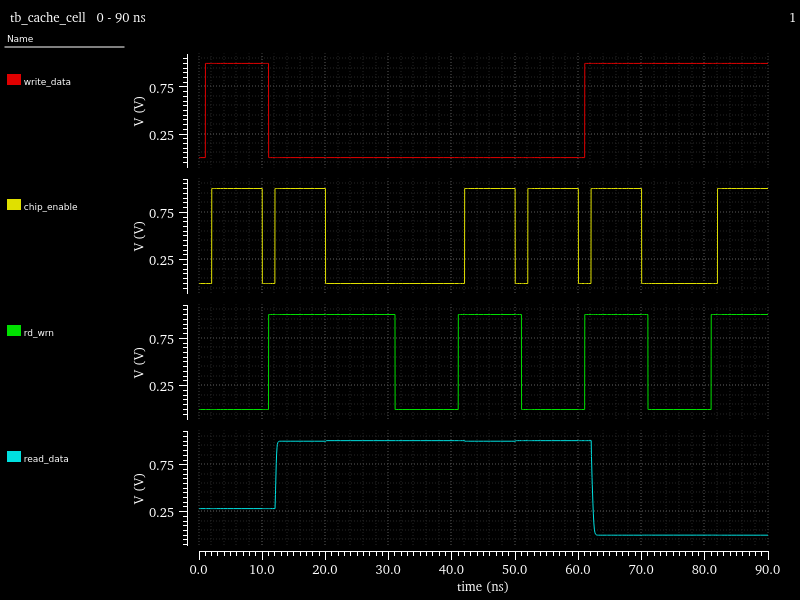 tb_cache_cell 0 - 90 ns
1
Name
write_data
V (V)
0.75
0.25
chip_enable
V (V)
0.75
0.25
rd_wrn
V (V)
0.75
0.25
read_data
V (V)
0.75
0.25
0.0 10.0 20.0 30.0 40.0 50.0 60.0 70.0 80.0 90.0
time (ns)